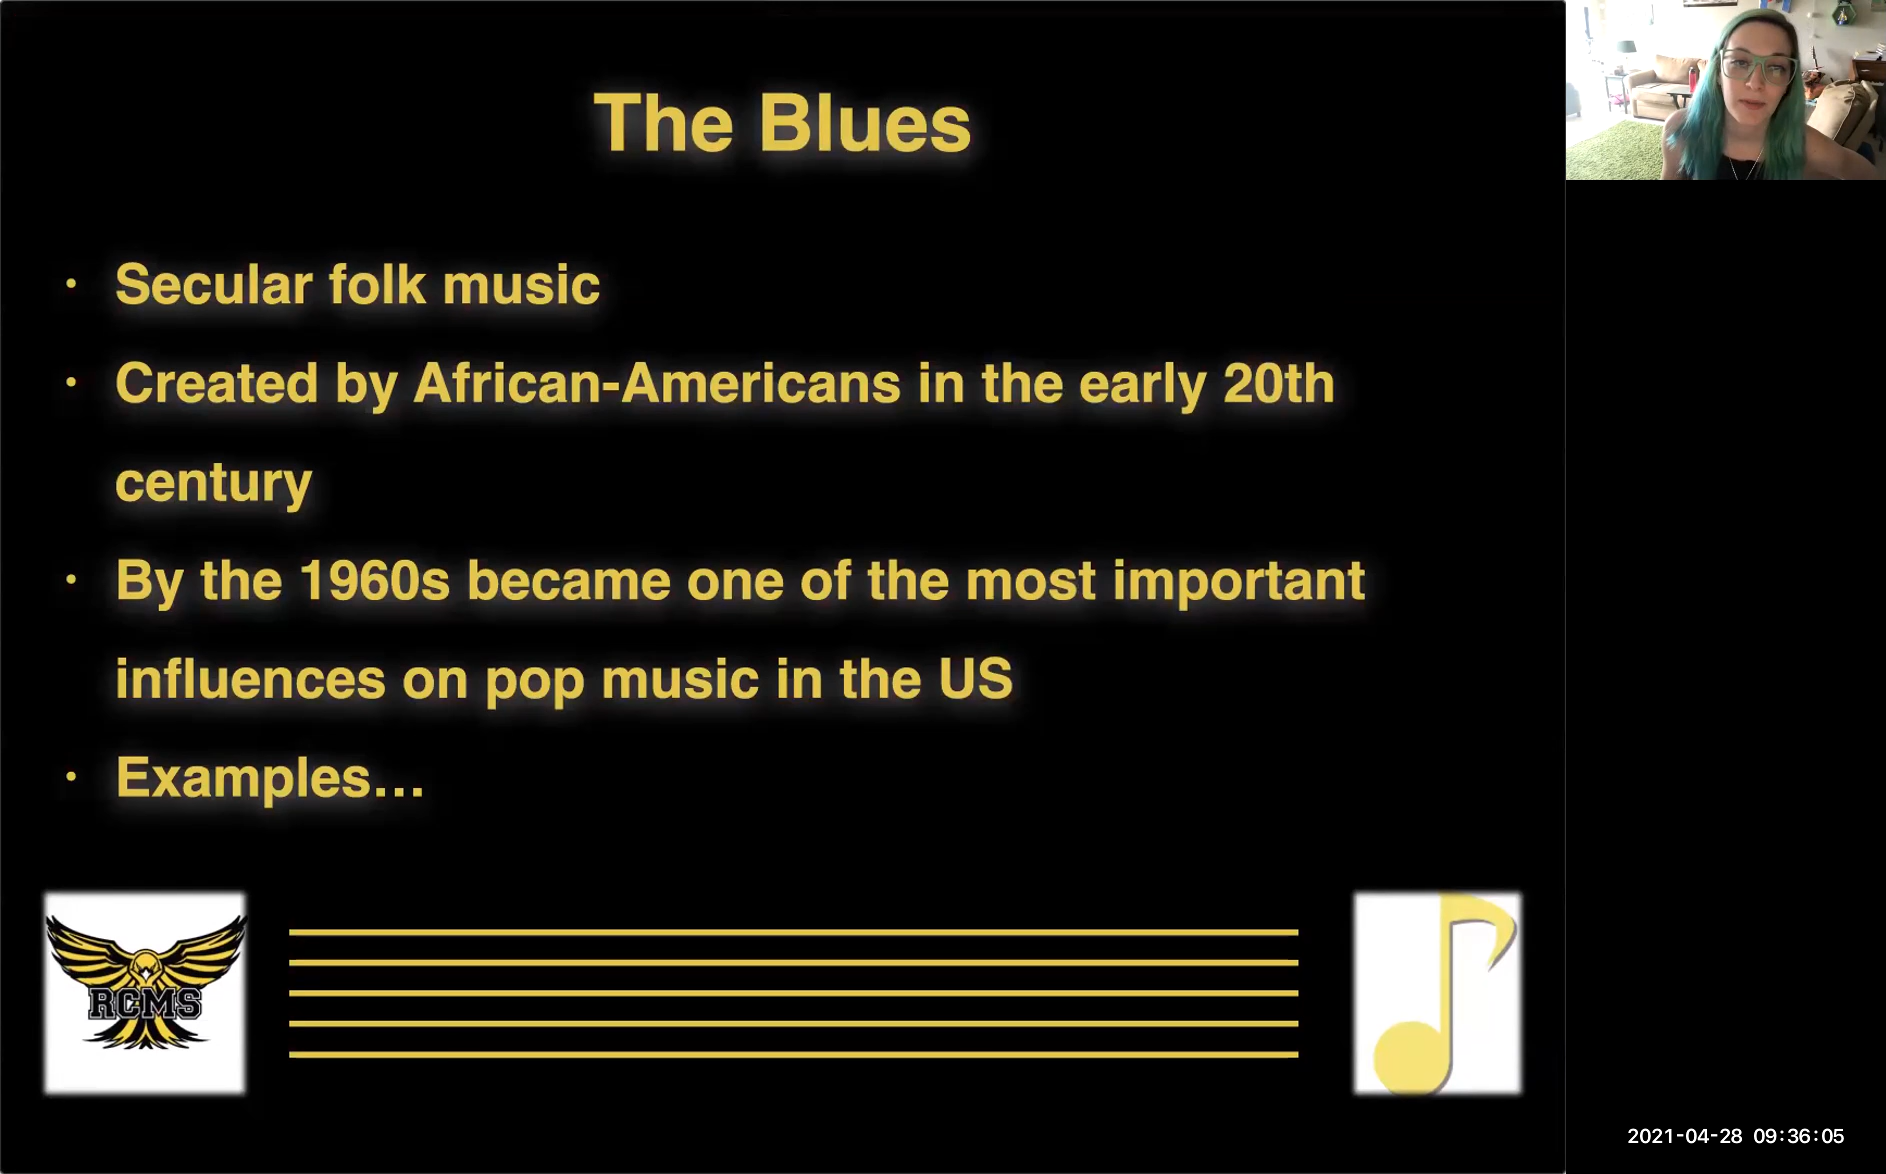 The Blues
• Secular folk music
• Created by African-Americans in the early 20th
century
• By the 1960s became one of the most important
influences on pop music in the US
• Examples…
RCMS
2021-04-28 09:36:05